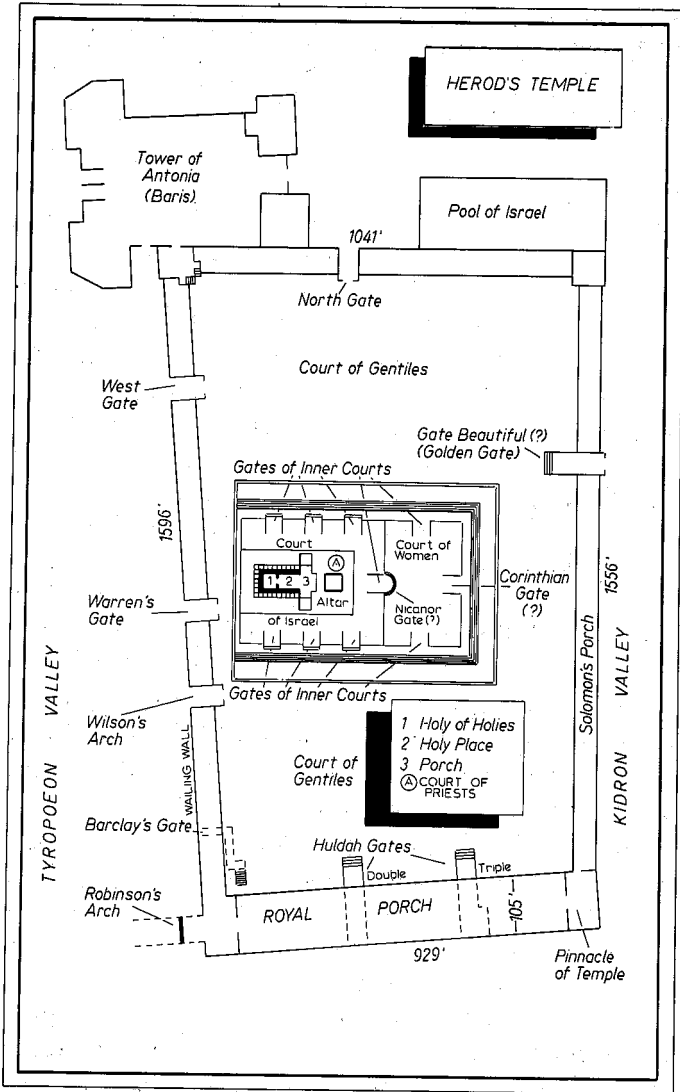 HEROD'S TEMPLE
Tower of
Antonia
(Baris)
Pool of Israel
1041'
North Gate
Court of Gentiles
West
Gate
Gate Beautiful (?)
(Golden Gate)
Gates of Inner Courts
1596'
Court
Court of
Women
A
1 2 3
Altar
Corinthian
Gate
(?)
1556'
Nicanor
Gate (?)
of Israel
Warren's
Gate
Gates of Inner Courts
TYROPOEON VALLEY
Wilson's
Arch
WAILING WALL
Solomon's Porch
KIDRON VALLEY
1 Holy of Holies
2 Holy Place
3 Porch
A COURT OF
PRIESTS
Court of
Gentiles
Barclay's Gate
Huldah Gates
Double
Triple
Robinson's
Arch
ROYAL PORCH
105'
929'
Pinnacle
of Temple